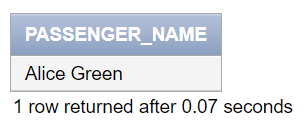 PASSENGER_NAME
Alice Green
1 row returned after 0.07 seconds